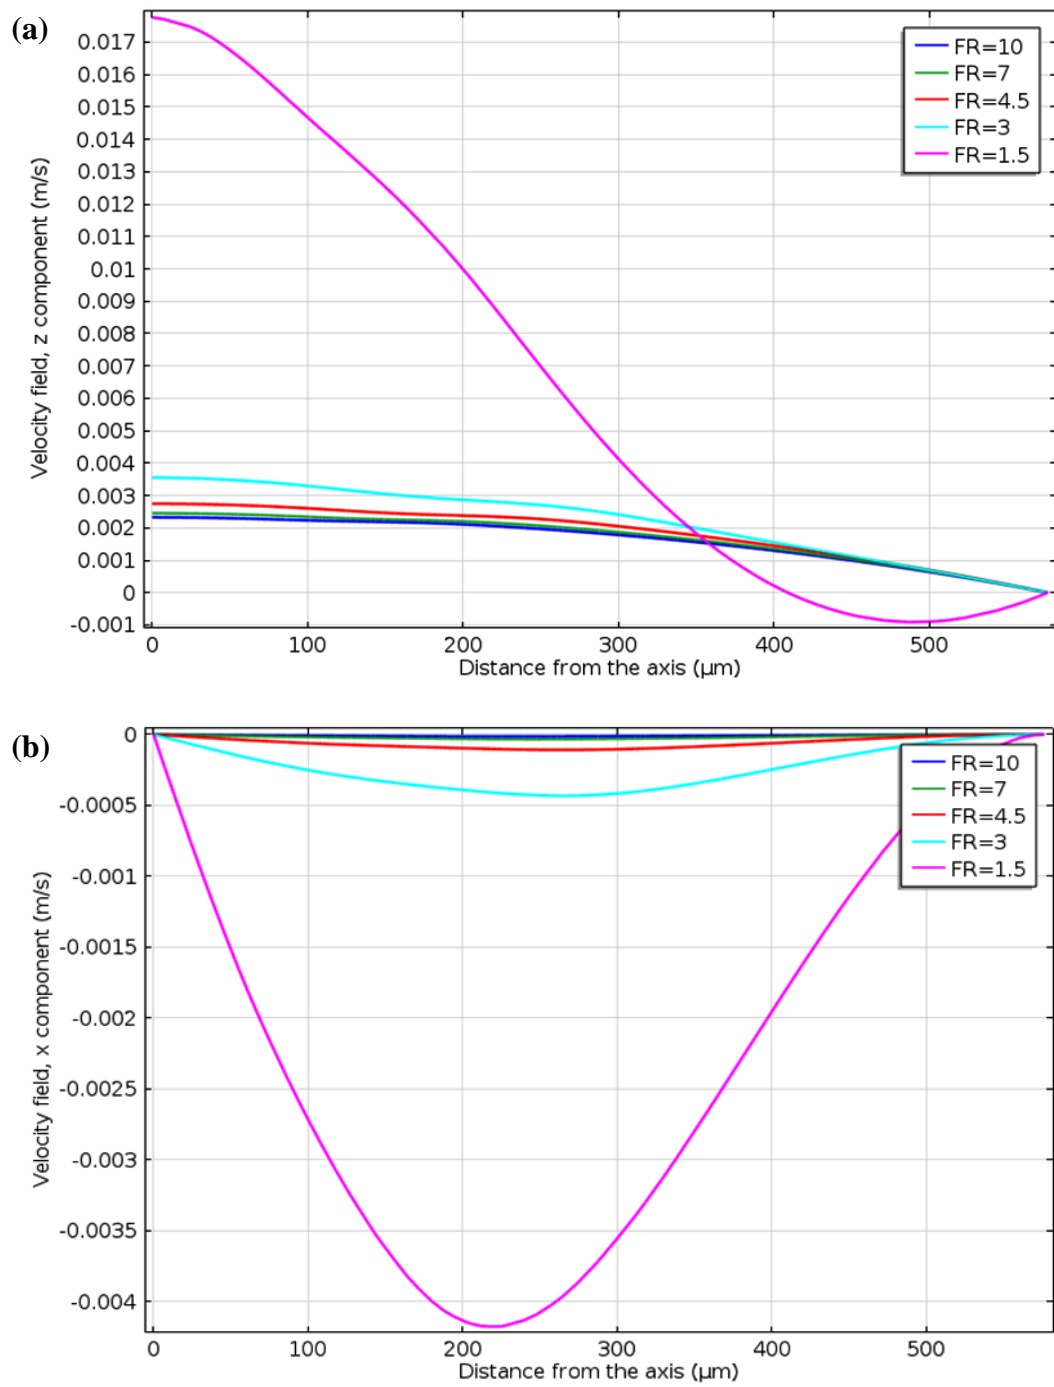 (a)
Velocity field, z component (m/s)
0.017
0.016
0.015
0.014
0.013
0.012
0.011
0.01
0.009
0.008
0.007
0.006
0.005
0.004
0.003
0.002
0.001
0
-0.001
FR=10
FR=7
FR=4.5
FR=3
FR=1.5
0 100 200 300 400 500
Distance from the axis (µm)
(b)
Velocity field, x component (m/s)
0
-0.0005
-0.001
-0.0015
-0.002
-0.0025
-0.003
-0.0035
-0.004
FR=10
FR=7
FR=4.5
FR=3
FR=1.5
0 100 200 300 400 500
Distance from the axis (µm)